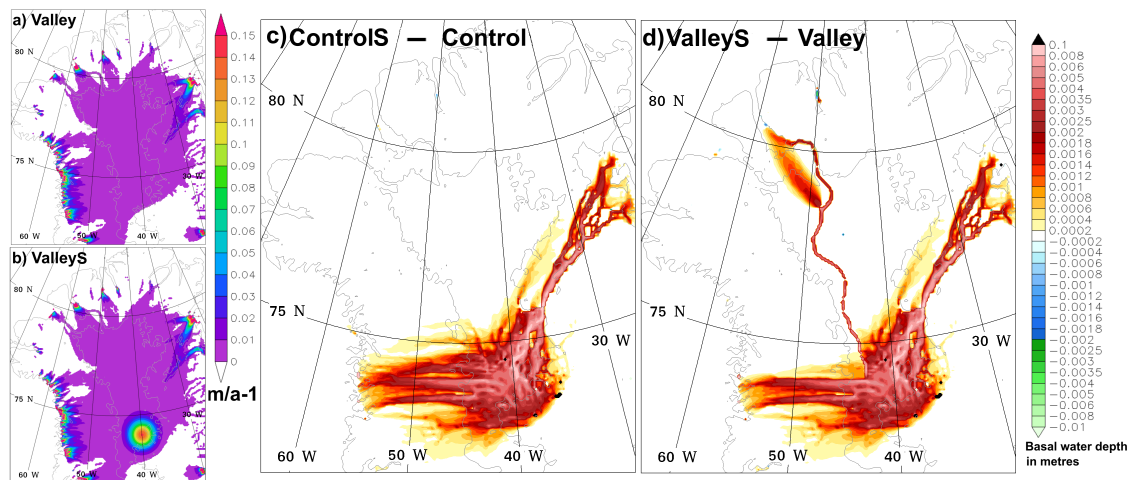 a) Valley
80 N
75 N
60 W
50 W
40 W
30 W
b) ValleyS
80 N
75 N
60 W
50 W
40 W
30 W
0.15
0.14
0.13
0.12
0.11
0.1
0.09
0.08
0.07
0.06
0.05
0.04
0.03
0.02
0.01
0
m/a-1
c) ControlS — Control
80 N
75 N
30 W
60 W
50 W
40 W
d) ValleyS — Valley
80 N
75 N
30 W
60 W
50 W
40 W
0.1
0.008
0.006
0.005
0.004
0.0035
0.003
0.0025
0.002
0.0018
0.0016
0.0014
0.0012
0.001
0.0008
0.0006
0.0004
0.0002
−0.0002
−0.0004
−0.0006
−0.0008
−0.001
−0.0012
−0.0014
−0.0016
−0.0018
−0.002
−0.0025
−0.003
−0.0035
−0.004
−0.005
−0.006
−0.008
−0.01
Basal water depth
in metres